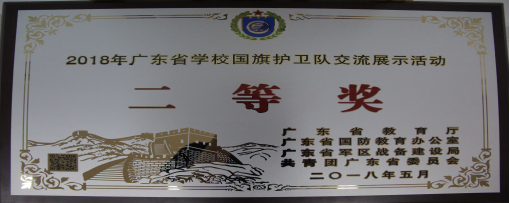 2018年广东省学校国旗护卫队交流展示活动
二等奖
广东省教育厅
广东省国防教育办公室
广东省军区战备建设局
共青团广东省委员会
二〇一八年五月